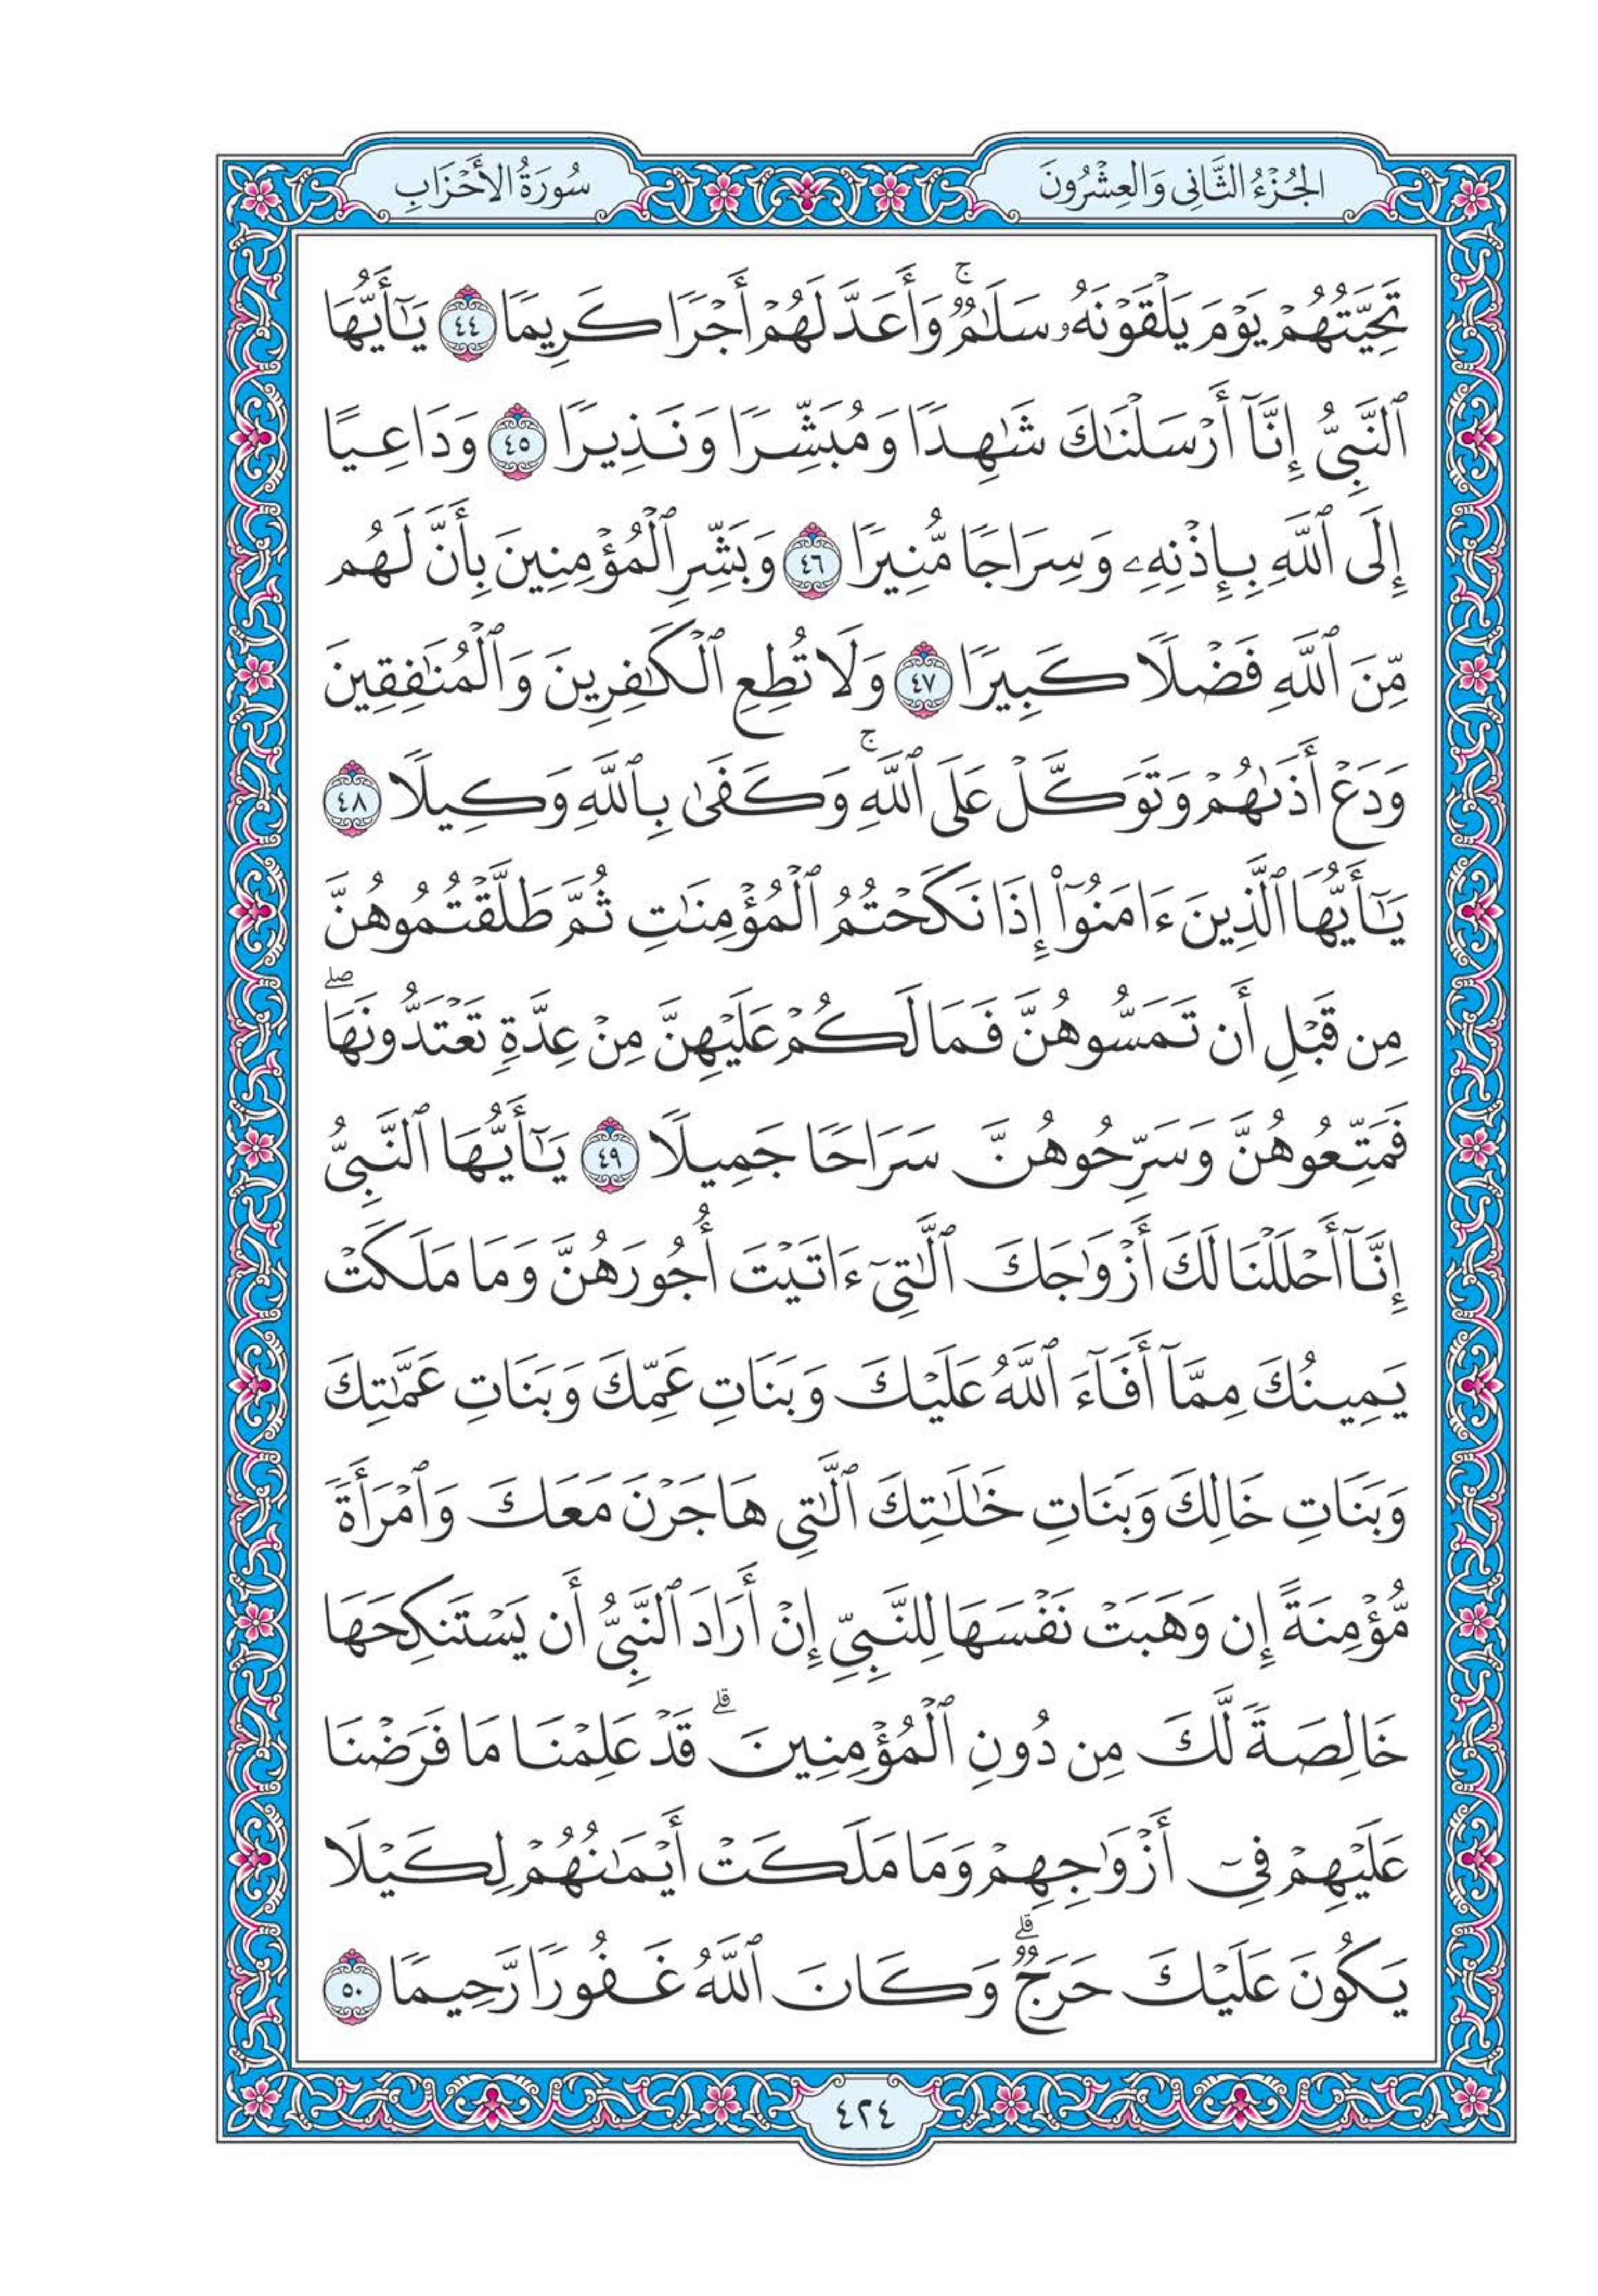 الجُزْءُ الثَّانِى وَالعِشْرُونَ
سُورَةُ الأَحْزَابِ
تَحِيَّتُهُمْ يَوْمَ يَلْقَوْنَهُۥ سَلَٰمٌۚ وَأَعَدَّ لَهُمْ أَجْرًا كَرِيمًا ٤٤ يَٰٓأَيُّهَا
ٱلنَّبِىُّ إِنَّآ أَرْسَلْنَٰكَ شَٰهِدًا وَمُبَشِّرًا وَنَذِيرًا ٤٥ وَدَاعِيًا
إِلَى ٱللَّهِ بِإِذْنِهِۦ وَسِرَاجًا مُّنِيرًا ٤٦ وَبَشِّرِ ٱلْمُؤْمِنِينَ بِأَنَّ لَهُم
مِّنَ ٱللَّهِ فَضْلًا كَبِيرًا ٤٧ وَلَا تُطِعِ ٱلْكَٰفِرِينَ وَٱلْمُنَٰفِقِينَ
وَدَعْ أَذَىٰهُمْ وَتَوَكَّلْ عَلَى ٱللَّهِۚ وَكَفَىٰ بِٱللَّهِ وَكِيلًا ٤٨
يَٰٓأَيُّهَا ٱلَّذِينَ ءَامَنُوٓا۟ إِذَا نَكَحْتُمُ ٱلْمُؤْمِنَٰتِ ثُمَّ طَلَّقْتُمُوهُنَّ
مِن قَبْلِ أَن تَمَسُّوهُنَّ فَمَا لَكُمْ عَلَيْهِنَّ مِنْ عِدَّةٍ تَعْتَدُّونَهَاۖ
فَمَتِّعُوهُنَّ وَسَرِّحُوهُنَّ سَرَاحًا جَمِيلًا ٤٩ يَٰٓأَيُّهَا ٱلنَّبِىُّ
إِنَّآ أَحْلَلْنَا لَكَ أَزْوَٰجَكَ ٱلَّٰتِىٓ ءَاتَيْتَ أُجُورَهُنَّ وَمَا مَلَكَتْ
يَمِينُكَ مِمَّآ أَفَآءَ ٱللَّهُ عَلَيْكَ وَبَنَاتِ عَمِّكَ وَبَنَاتِ عَمَّٰتِكَ
وَبَنَاتِ خَالِكَ وَبَنَاتِ خَٰلَٰتِكَ ٱلَّٰتِى هَاجَرْنَ مَعَكَ وَٱمْرَأَةً
مُّؤْمِنَةً إِن وَهَبَتْ نَفْسَهَا لِلنَّبِىِّ إِنْ أَرَادَ ٱلنَّبِىُّ أَن يَسْتَنكِحَهَا
خَالِصَةً لَّكَ مِن دُونِ ٱلْمُؤْمِنِينَۗ قَدْ عَلِمْنَا مَا فَرَضْنَا
عَلَيْهِمْ فِىٓ أَزْوَٰجِهِمْ وَمَا مَلَكَتْ أَيْمَٰنُهُمْ لِكَيْلَا
يَكُونَ عَلَيْكَ حَرَجٌۗ وَكَانَ ٱللَّهُ غَفُورًا رَّحِيمًا ٥٠
٤٢٤